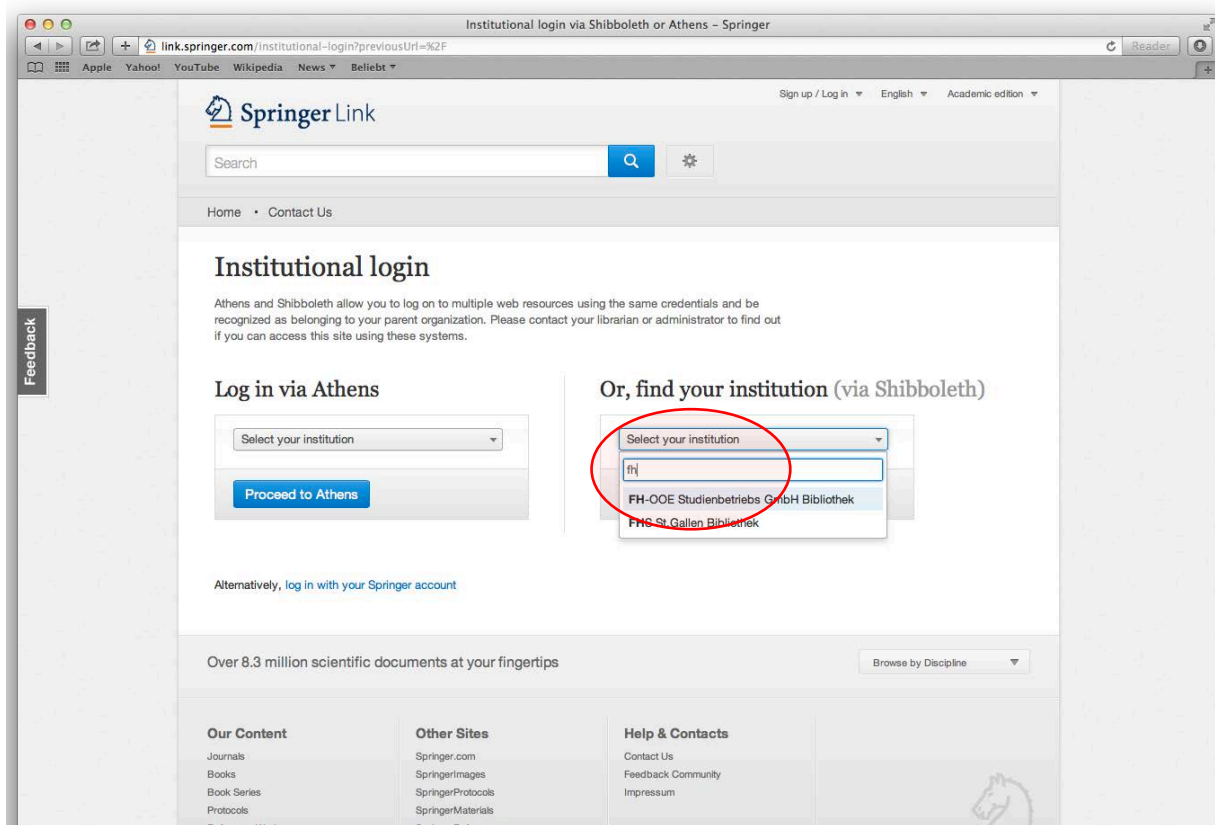 Institutional login via Shibboleth or Athens – Springer
link.springer.com/institutional-login?previousUrl=%2F
Reader
Apple Yahoo! YouTube Wikipedia News Beliebt
Sign up / Log in English Academic edition
Springer Link
Search
Home • Contact Us
Institutional login
Athens and Shibboleth allow you to log on to multiple web resources using the same credentials and be
recognized as belonging to your parent organization. Please contact your librarian or administrator to find out
if you can access this site using these systems.
Feedback
Log in via Athens
Select your institution
Proceed to Athens
Or, find your institution (via Shibboleth)
Select your institution
fh
FH-OOE Studienbetriebs GmbH Bibliothek
FHS St.Gallen Bibliothek
Alternatively, log in with your Springer account
Over 8.3 million scientific documents at your fingertips
Browse by Discipline
Our Content
Journals
Books
Book Series
Protocols
Other Sites
Springer.com
SpringerImages
SpringerProtocols
SpringerMaterials
Help & Contacts
Contact Us
Feedback Community
Impressum